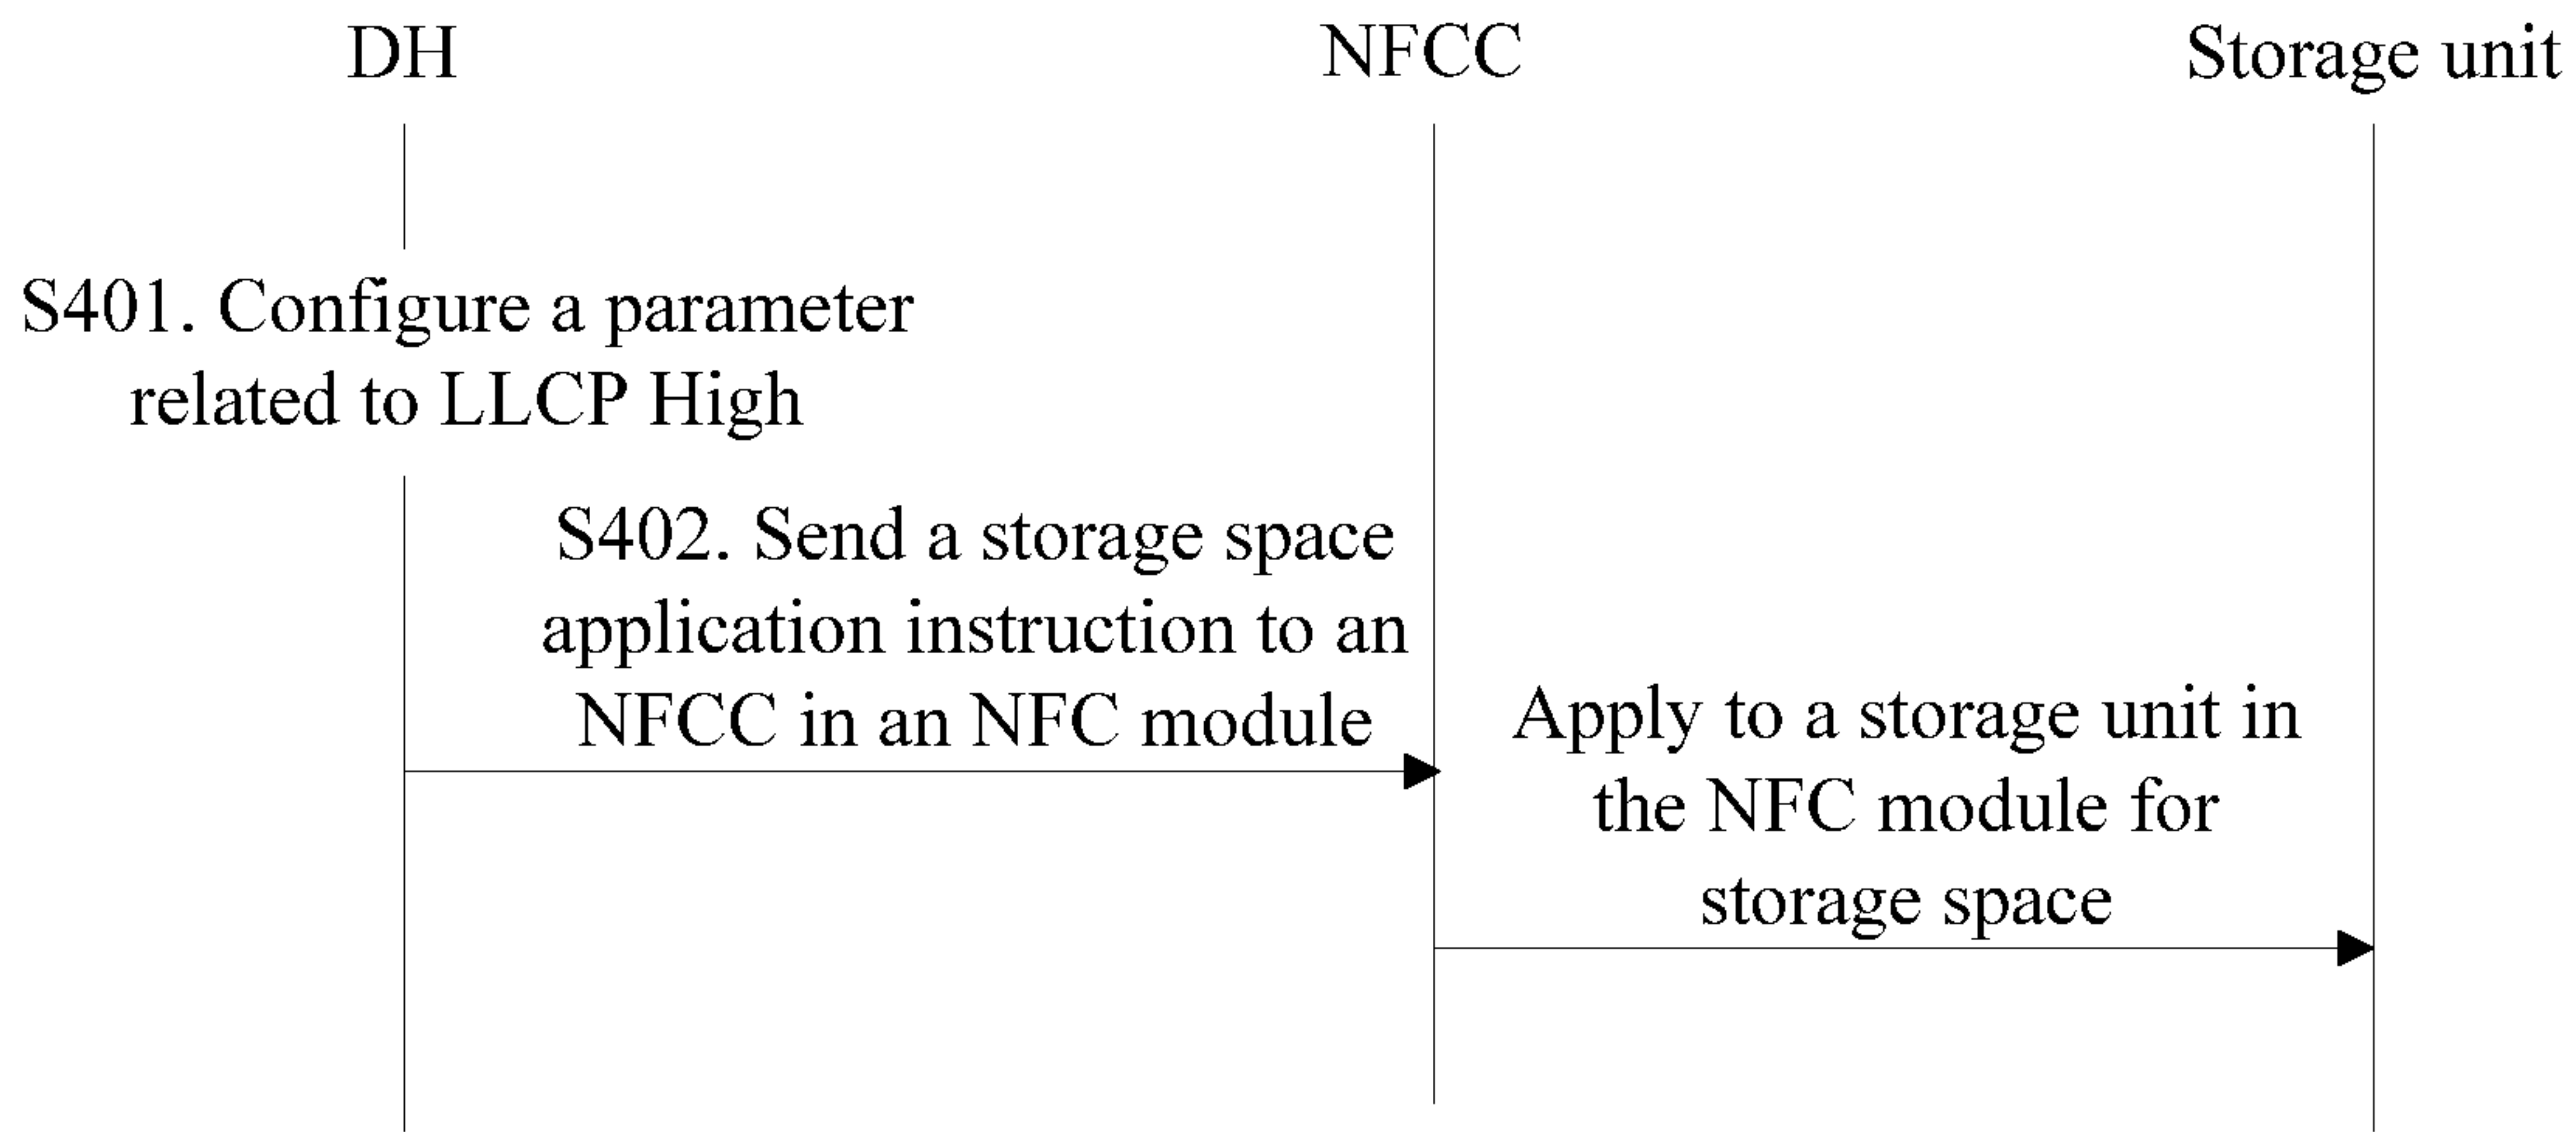 DH
NFCC
Storage unit
S401. Configure a parameter
related to LLCP High
S402. Send a storage space
application instruction to an
NFCC in an NFC module
Apply to a storage unit in
the NFC module for
storage space